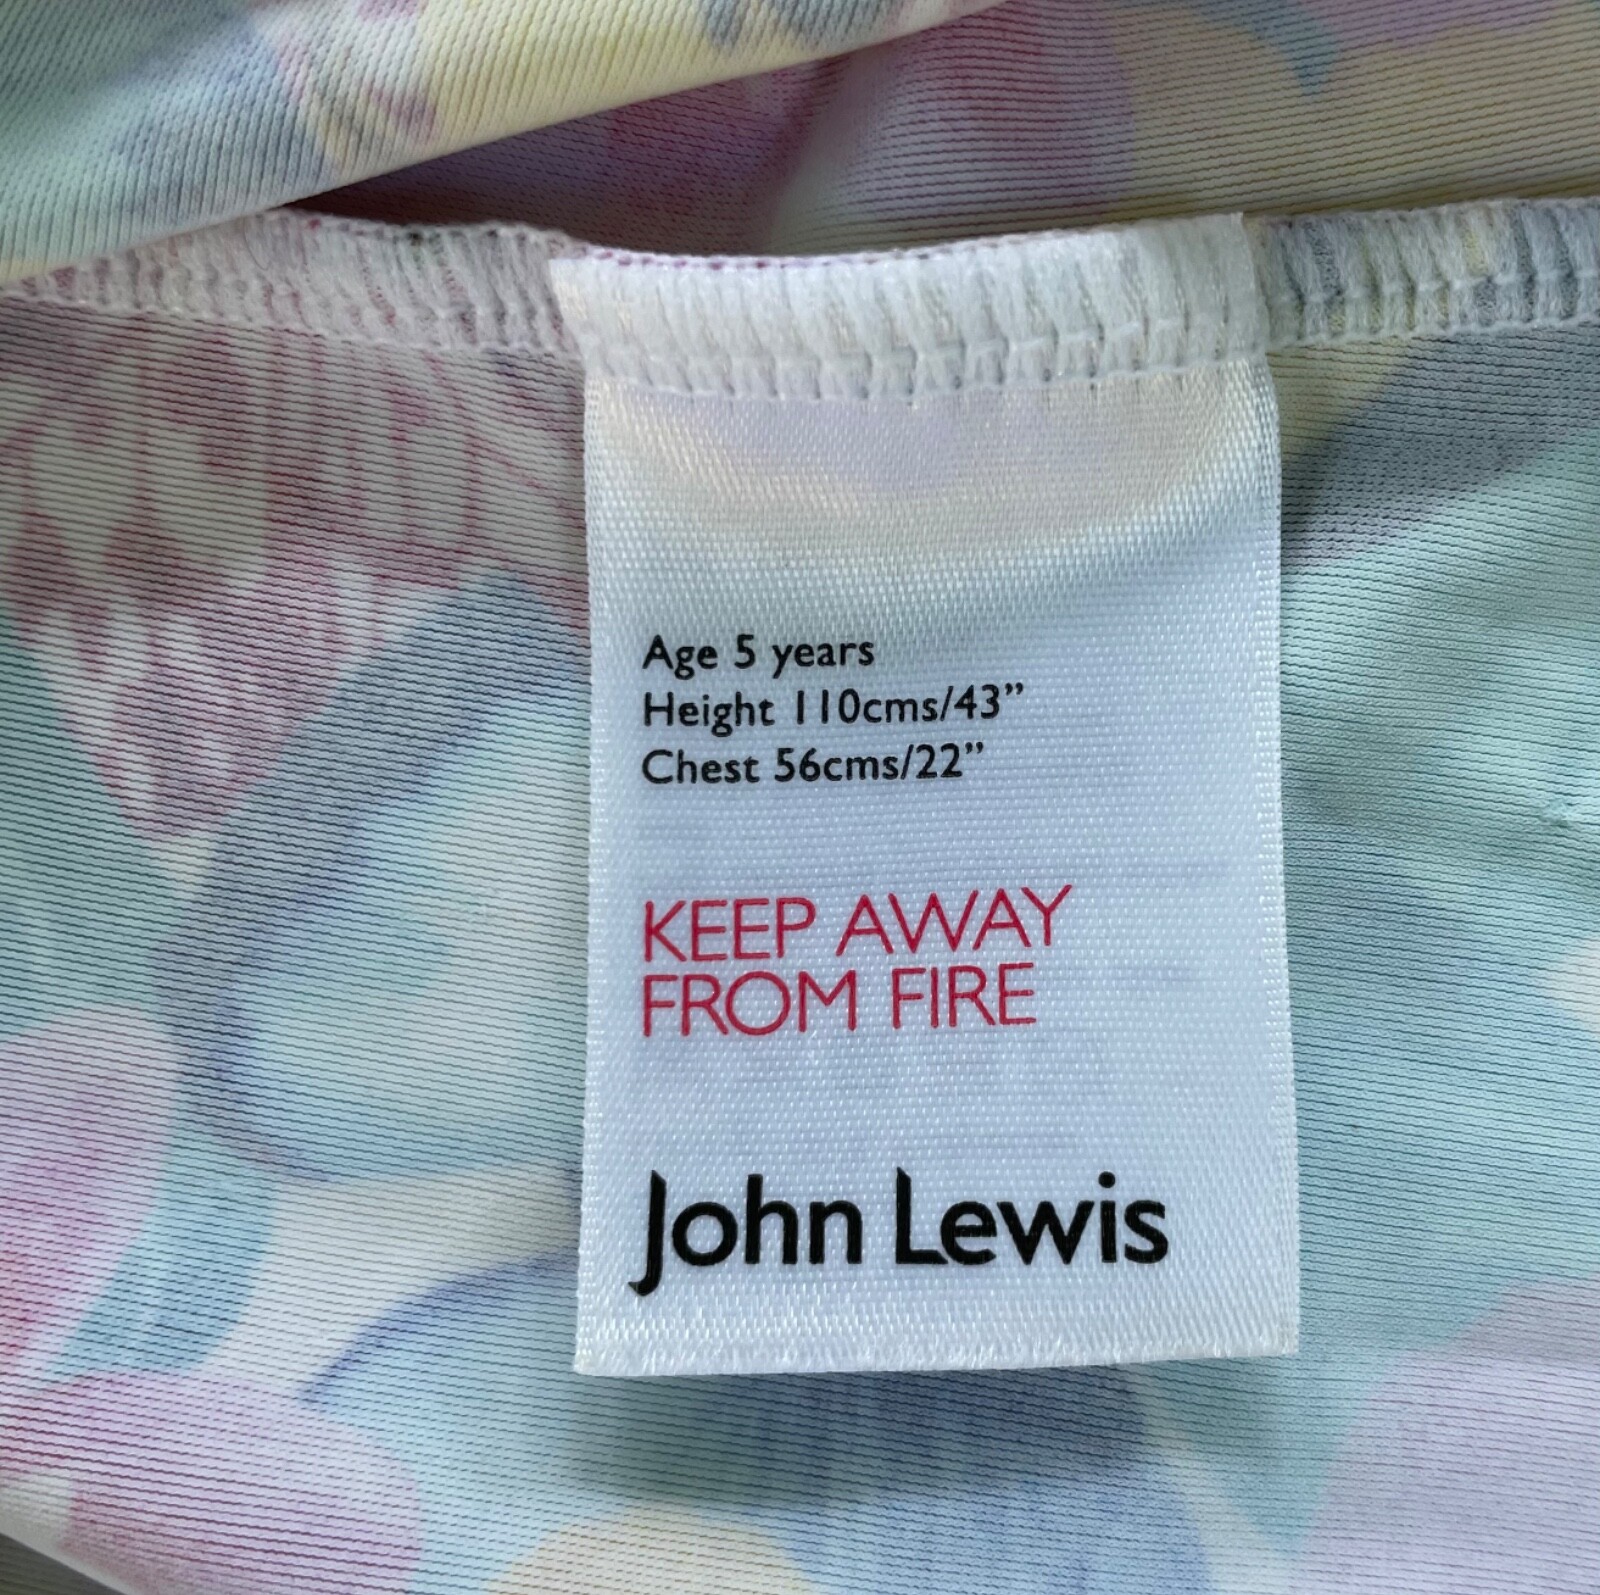 Age 5 years
Height 110cms/43”
Chest 56cms/22”
KEEP AWAY
FROM FIRE
John Lewis